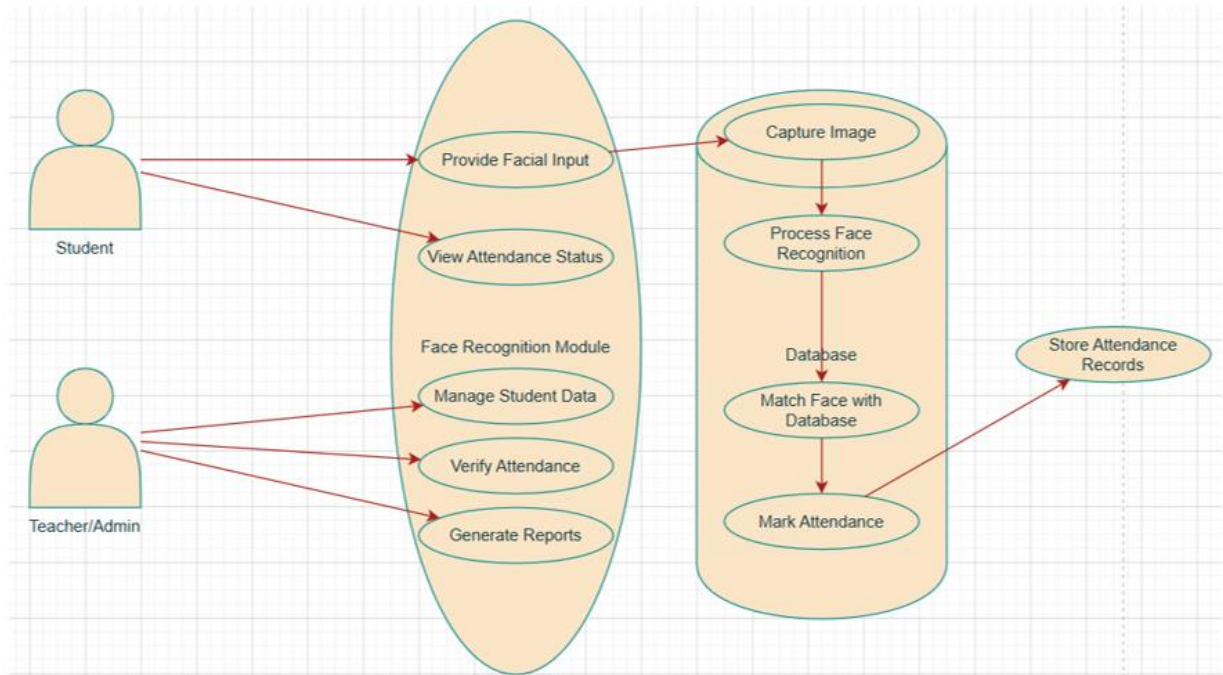 Student
Teacher/Admin
Provide Facial Input
View Attendance Status
Face Recognition Module
Manage Student Data
Verify Attendance
Generate Reports
Capture Image
Process Face
Recognition
Database
Match Face with
Database
Mark Attendance
Store Attendance
Records